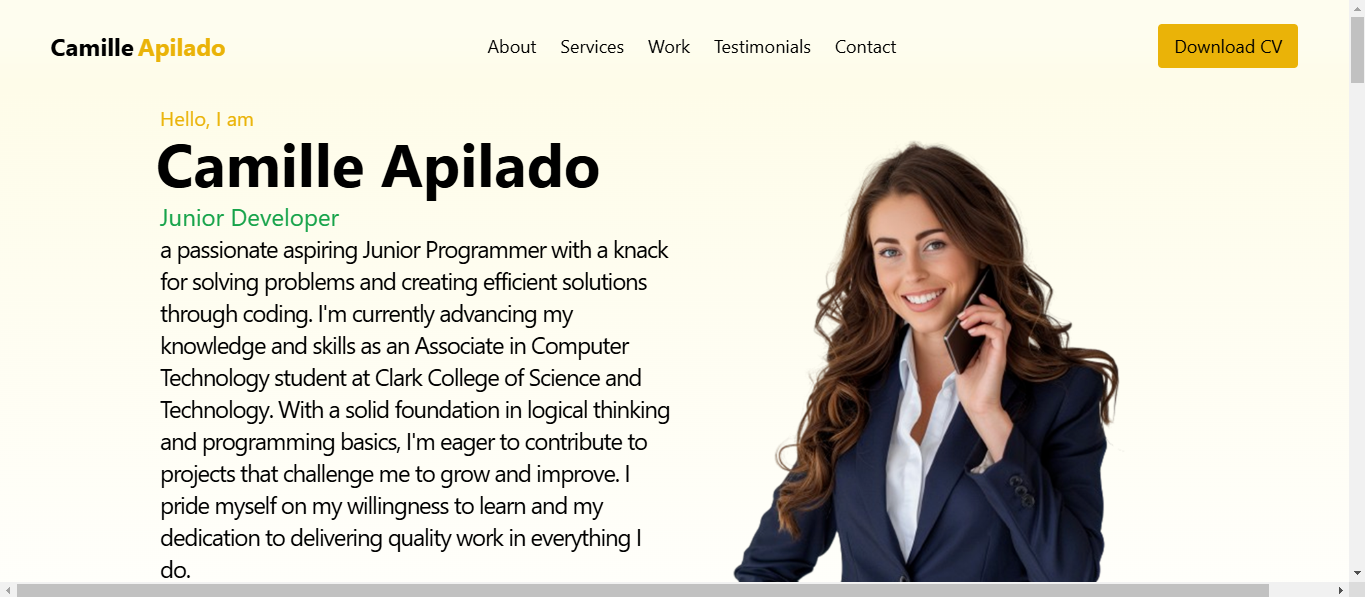 Camille Apilado
About Services Work Testimonials Contact
Download CV
Hello, I am
Camille Apilado
Junior Developer
a passionate aspiring Junior Programmer with a knack
for solving problems and creating efficient solutions
through coding. I'm currently advancing my
knowledge and skills as an Associate in Computer
Technology student at Clark College of Science and
Technology. With a solid foundation in logical thinking
and programming basics, I'm eager to contribute to
projects that challenge me to grow and improve. I
pride myself on my willingness to learn and my
dedication to delivering quality work in everything I
do.